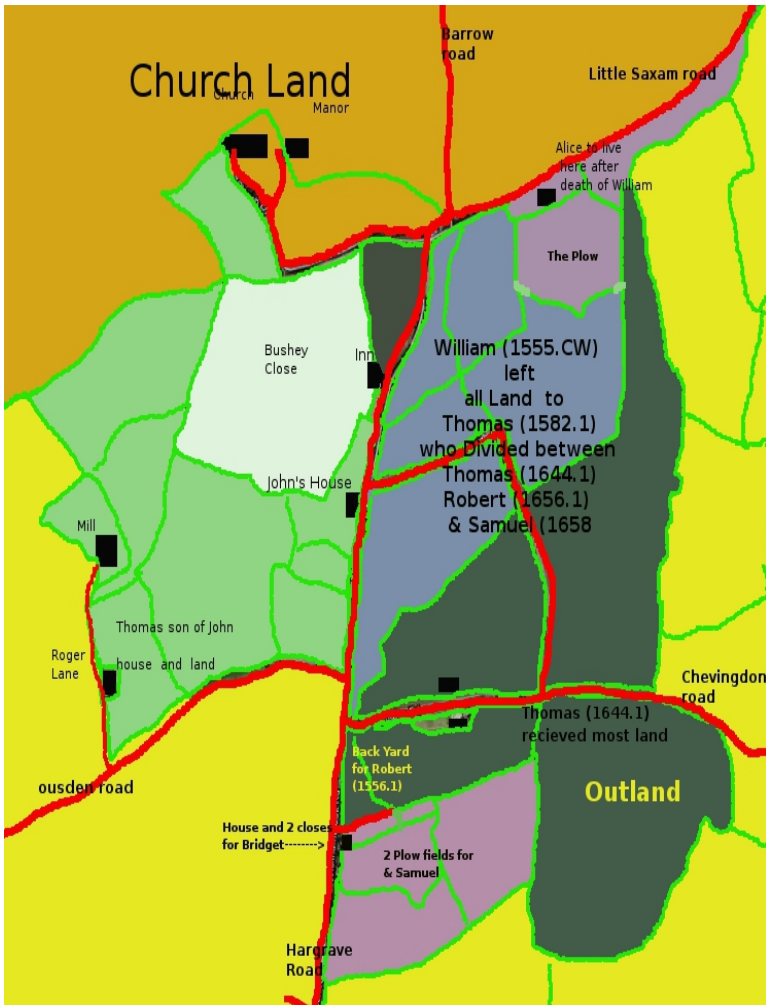 Barrow
road
Little Saxam road
Church Land
Church
Manor
Alice to live
here after
death of William
The Plow
Bushey
Close
Inn
William (1555.CW)
left
all Land to
Thomas (1582.1)
who Divided between
Thomas (1644.1)
Robert (1656.1)
& Samuel (1658
John's House
Mill
Thomas son of John
house and land
Roger
Lane
Chevingdon
road
Thomas (1644.1)
recieved most land
Back Yard
for Robert
(1556.1)
Outland
ousden road
House and 2 closes
for Bridget-------->
2 Plow fields for
& Samuel
Hargrave
Road